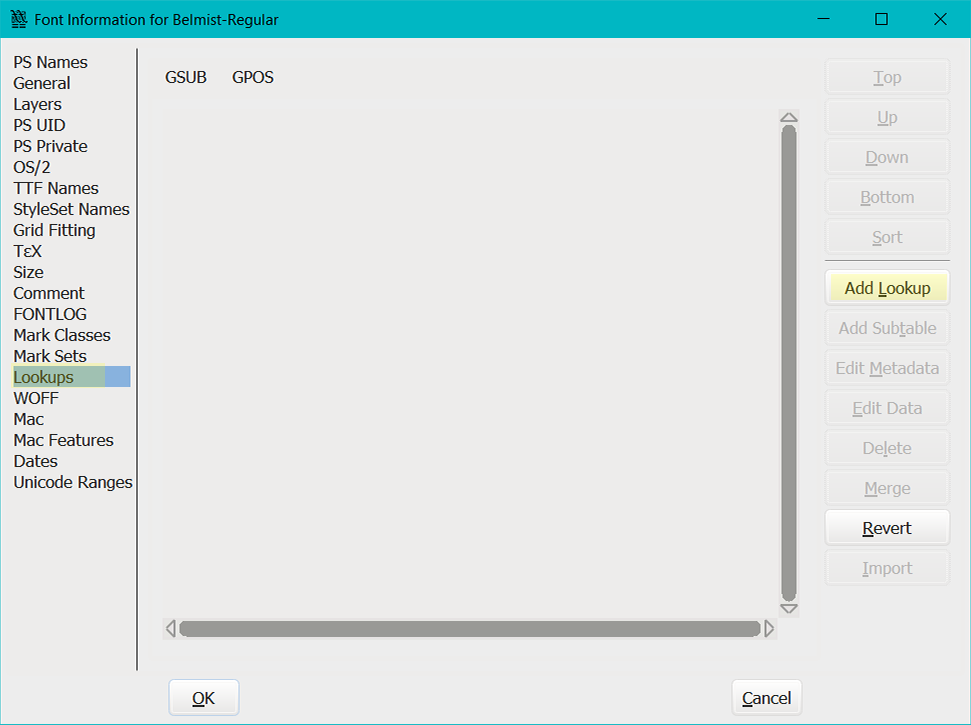 Font Information for Belmist-Regular
PS Names
General
Layers
PS UID
PS Private
OS/2
TTF Names
StyleSet Names
Grid Fitting
ΤεΧ
Size
Comment
FONTLOG
Mark Classes
Mark Sets
Lookups
WOFF
Mac
Mac Features
Dates
Unicode Ranges
GSUB GPOS
Top
Up
Down
Bottom
Sort
Add Lookup
Add Subtable
Edit Metadata
Edit Data
Delete
Merge
Revert
Import
OK
Cancel